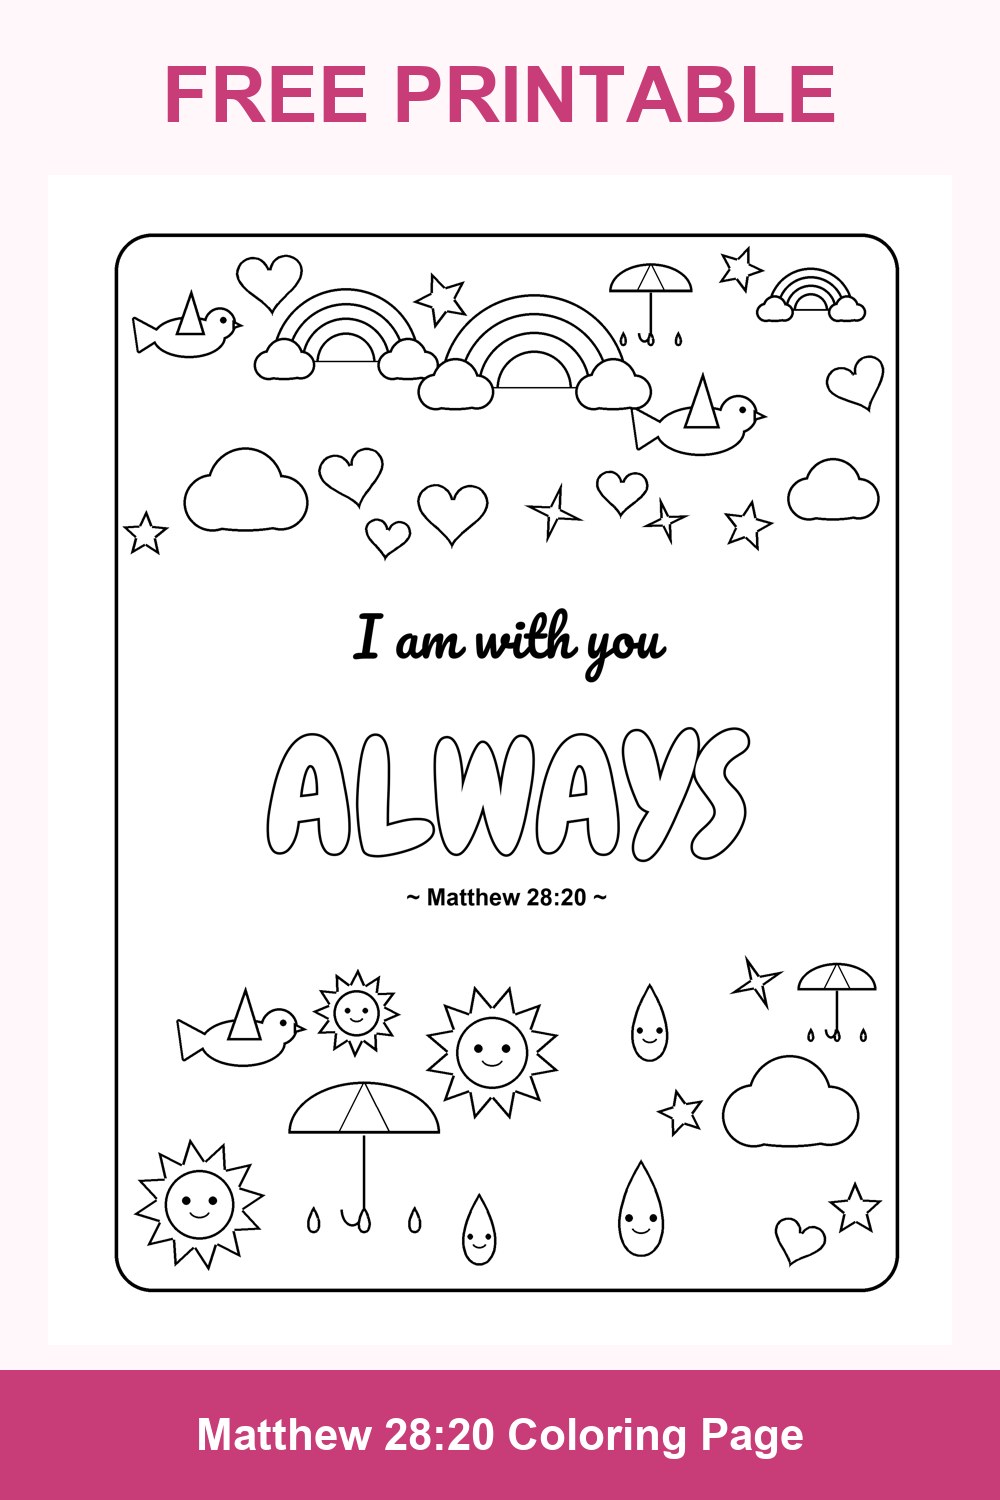 FREE PRINTABLE
I am with you
ALWAYS
~ Matthew 28:20 ~
Matthew 28:20 Coloring Page